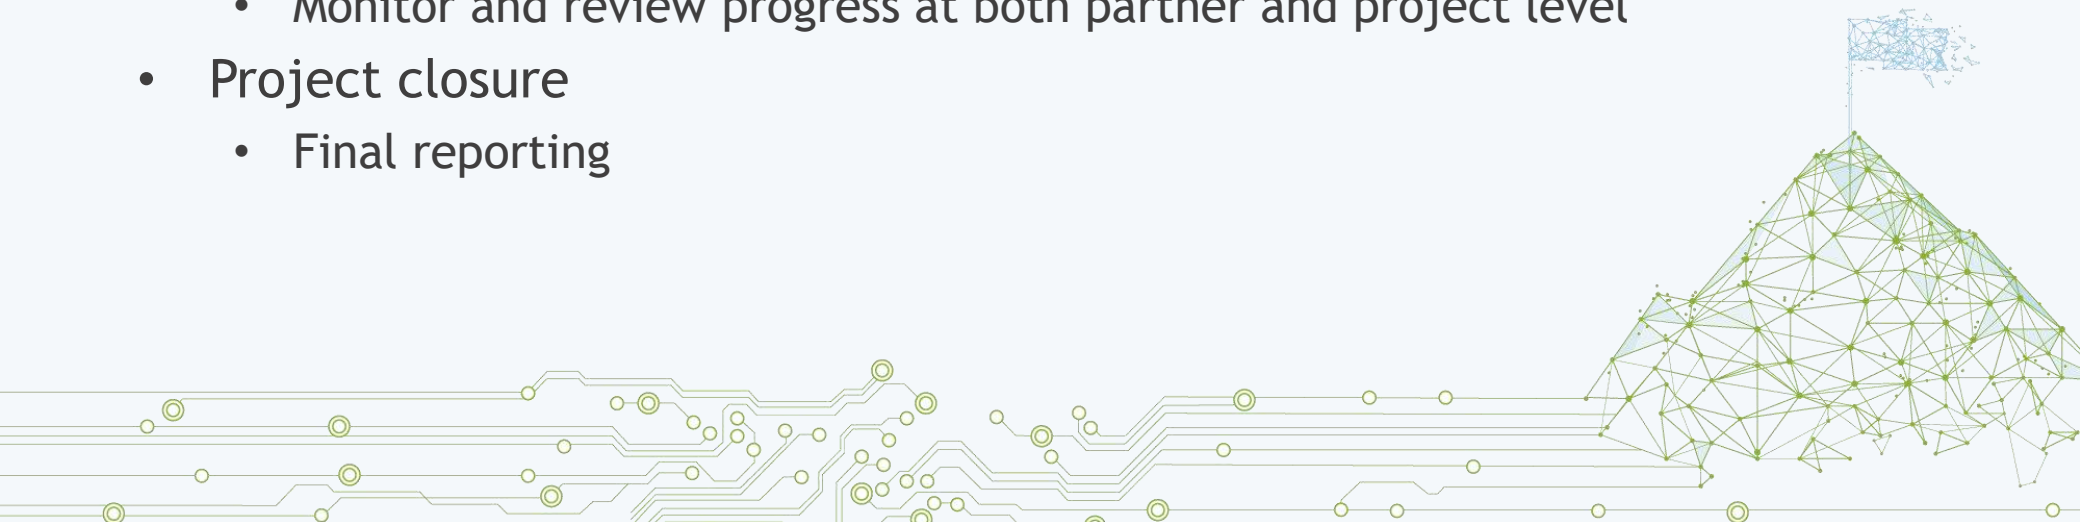 • Monitor and review progress at both partner and project level
• Project closure
• Final reporting